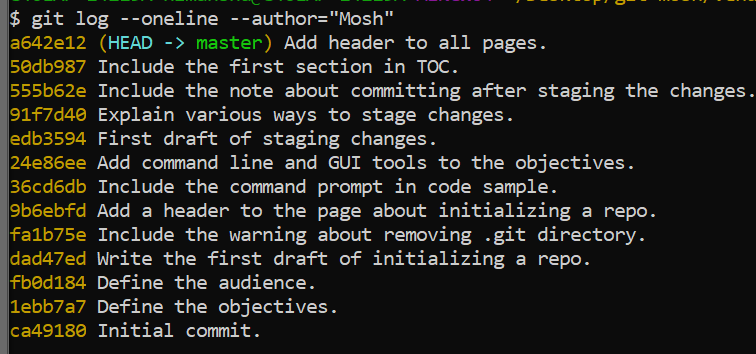 $ git log --oneline --author="Mosh"
a642e12 (HEAD -> master) Add header to all pages.
50db987 Include the first section in TOC.
555b62e Include the note about committing after staging the changes.
91f7d40 Explain various ways to stage changes.
edb3594 First draft of staging changes.
24e86ee Add command line and GUI tools to the objectives.
36cd6db Include the command prompt in code sample.
9b6ebfd Add a header to the page about initializing a repo.
fa1b75e Include the warning about removing .git directory.
dad47ed Write the first draft of initializing a repo.
fb0d184 Define the audience.
1ebb7a7 Define the objectives.
ca49180 Initial commit.